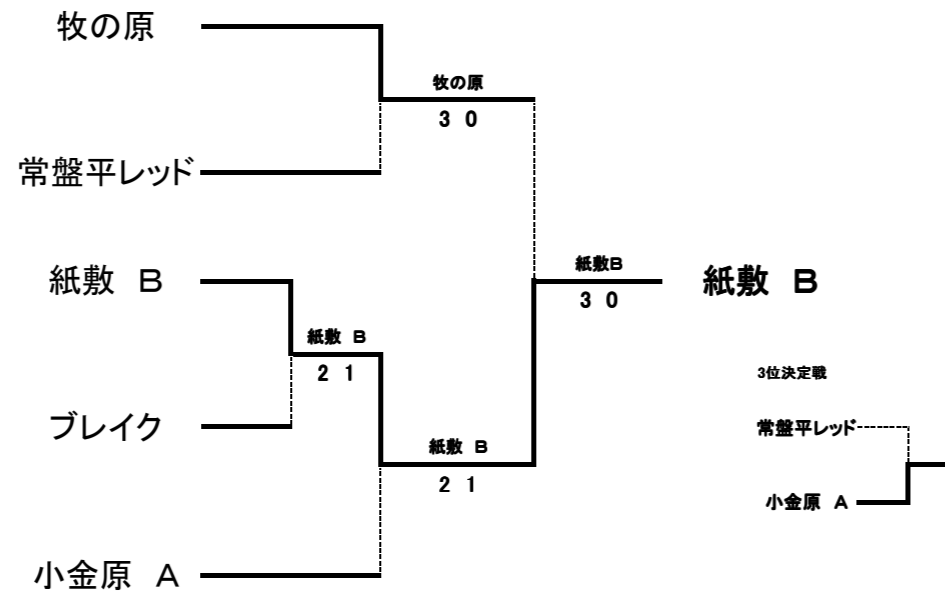 牧の原
牧の原
3 0
常盤平レッド
紙敷 B
紙敷B
3 0
紙敷 B
紙敷 B
2 1
3位決定戦
ブレイク
常盤平レッド
紙敷 B
2 1
小金原 A
小金原 A